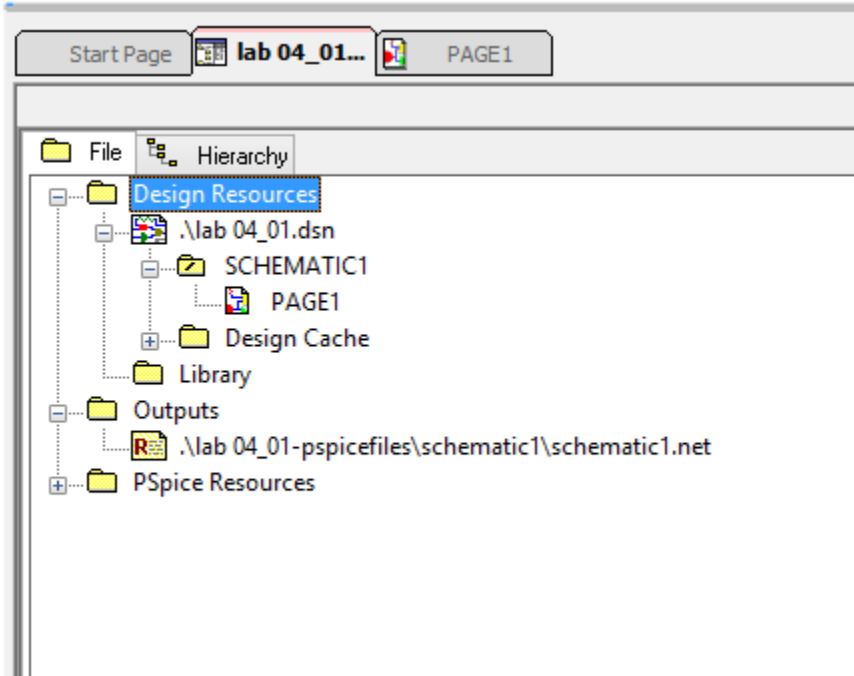 Start Page lab 04_01... PAGE1
File Hierarchy
Design Resources
.\lab 04_01.dsn
SCHEMATIC1
PAGE1
Design Cache
Library
Outputs
R .\lab 04_01-pspicefiles\schematic1\schematic1.net
PSpice Resources